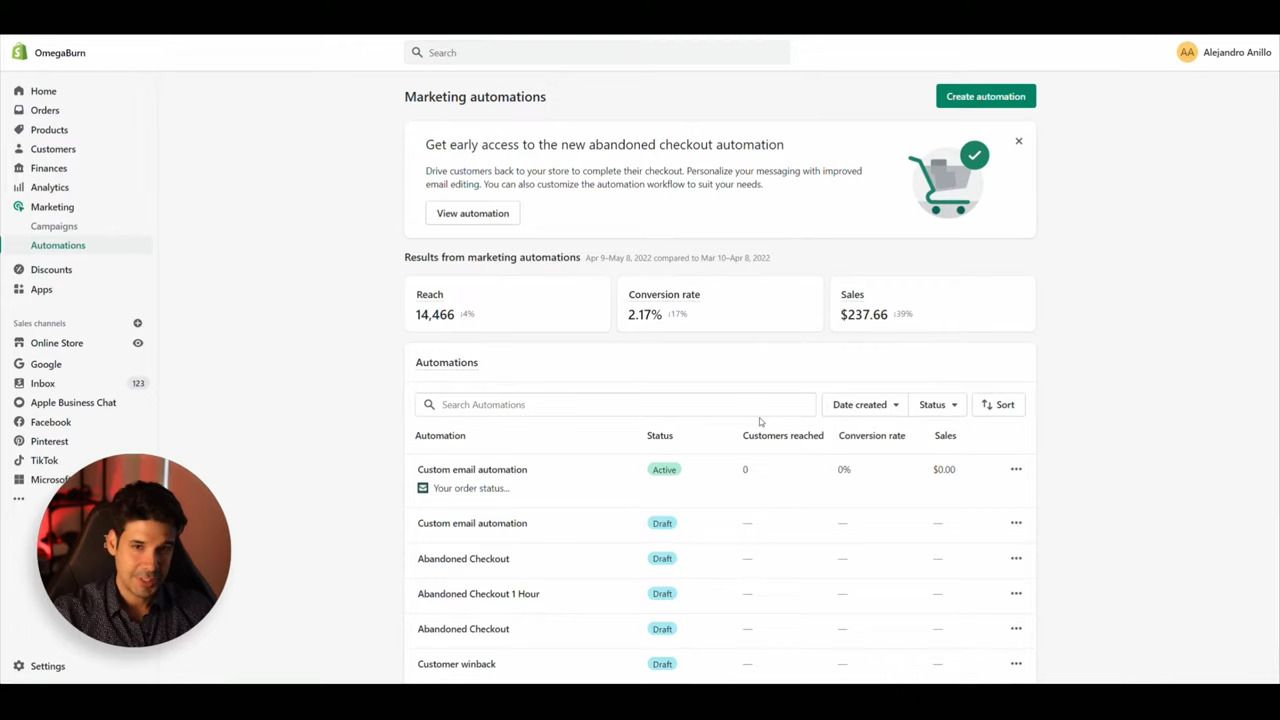 OmegaBurn
Search
AA Alejandro Anillo
Home
Orders
Products
Customers
Finances
Analytics
Marketing
Campaigns
Automations
Discounts
Apps
Sales channels
Online Store
Google
Inbox 123
Apple Business Chat
Facebook
Pinterest
TikTok
Microsof
Settings
Marketing automations
Create automation
Get early access to the new abandoned checkout automation
Drive customers back to your store to complete their checkout. Personalize your messaging with improved
email editing. You can also customize the automation workflow to suit your needs.
View automation
Results from marketing automations Apr 9–May 8, 2022 compared to Mar 10–Apr 8, 2022
Reach
14,466 ↓4%
Conversion rate
2.17% ↓17%
Sales
$237.66 ↓39%
Automations
Search Automations
Date created
Status
Sort
Automation Status Customers reached Conversion rate Sales
Custom email automation Active 0 0% $0.00
Your order status...
Custom email automation Draft — — —
Abandoned Checkout Draft — — —
Abandoned Checkout 1 Hour Draft — — —
Abandoned Checkout Draft — — —
Customer winback Draft — — —